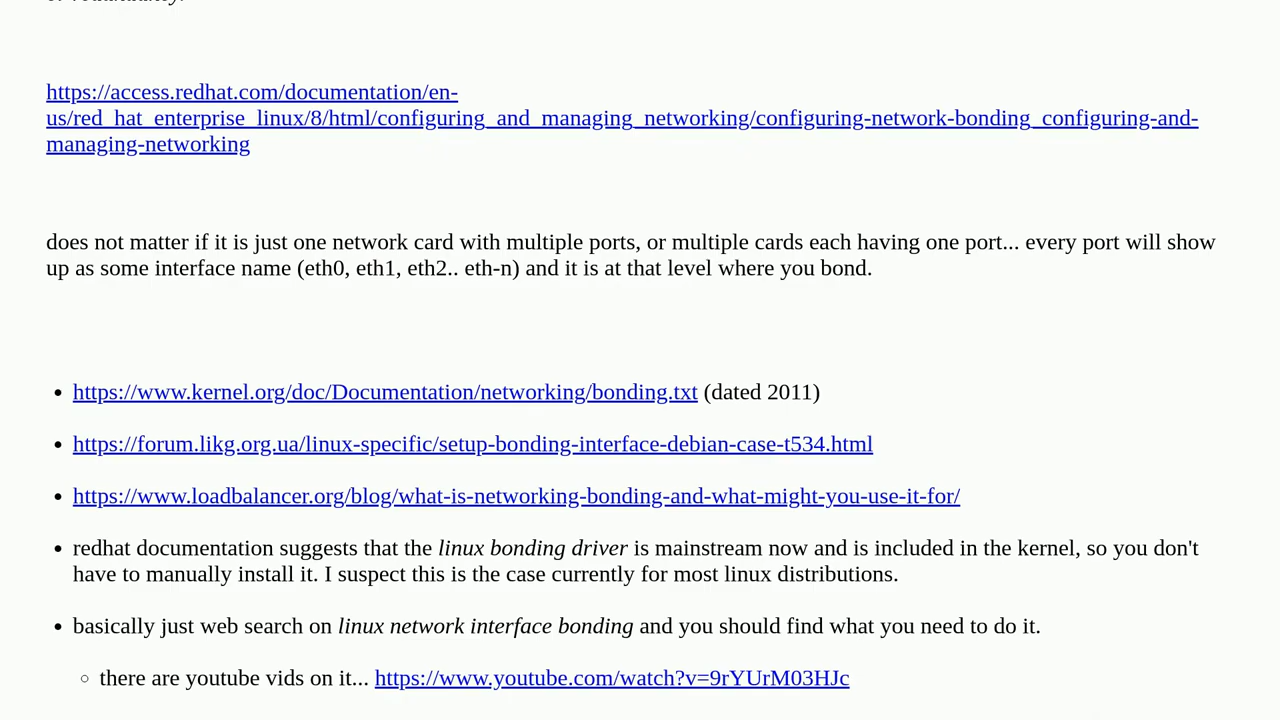 https://access.redhat.com/documentation/en-
us/red_hat_enterprise_linux/8/html/configuring_and_managing_networking/configuring-network-bonding_configuring-and-
managing-networking
does not matter if it is just one network card with multiple ports, or multiple cards each having one port... every port will show
up as some interface name (eth0, eth1, eth2.. eth-n) and it is at that level where you bond.
• https://www.kernel.org/doc/Documentation/networking/bonding.txt (dated 2011)
• https://forum.likg.org.ua/linux-specific/setup-bonding-interface-debian-case-t534.html
• https://www.loadbalancer.org/blog/what-is-networking-bonding-and-what-might-you-use-it-for/
• redhat documentation suggests that the linux bonding driver is mainstream now and is included in the kernel, so you don't
have to manually install it. I suspect this is the case currently for most linux distributions.
• basically just web search on linux network interface bonding and you should find what you need to do it.
◦ there are youtube vids on it... https://www.youtube.com/watch?v=9rYUrM03HJc